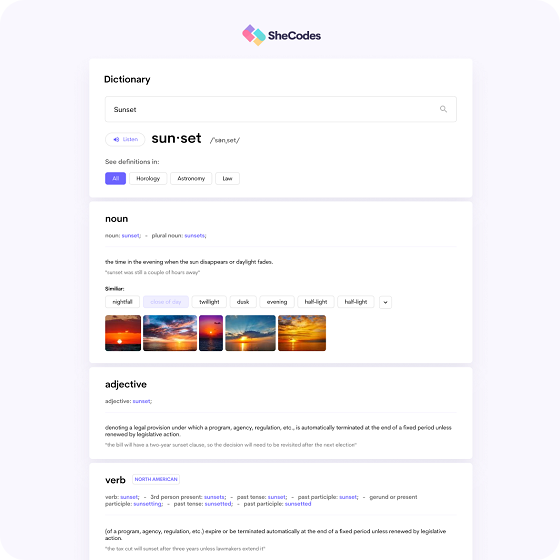 SheCodes
Dictionary
Sunset
Listen sun·set /ˈsənˌset/
See definitions in:
All Horology Astronomy Law
noun
noun: sunset; - plural noun: sunsets;
the time in the evening when the sun disappears or daylight fades.
"sunset was still a couple of hours away"
Similiar:
nightfall close of day twillight dusk evening half-light half-light
adjective
adjective: sunset;
denoting a legal provision under which a program, agency, regulation, etc., is automatically terminated at the end of a fixed period unless
renewed by legislative action.
"the bill will have a two-year sunset clause, so the decision will need to be revisited after the next election"
verb NORTH AMERICAN
verb: sunset; - 3rd person present: sunsets; - past tense: sunset; - past participle: sunset; - gerund or present
participle: sunsetting; - past tense: sunsetted; - past participle: sunsetted
(of a program, agency, regulation, etc.) expire or be terminated automatically at the end of a fixed period unless renewed by legislative
action.
"the tax cut will sunset after three years unless lawmakers extend it"